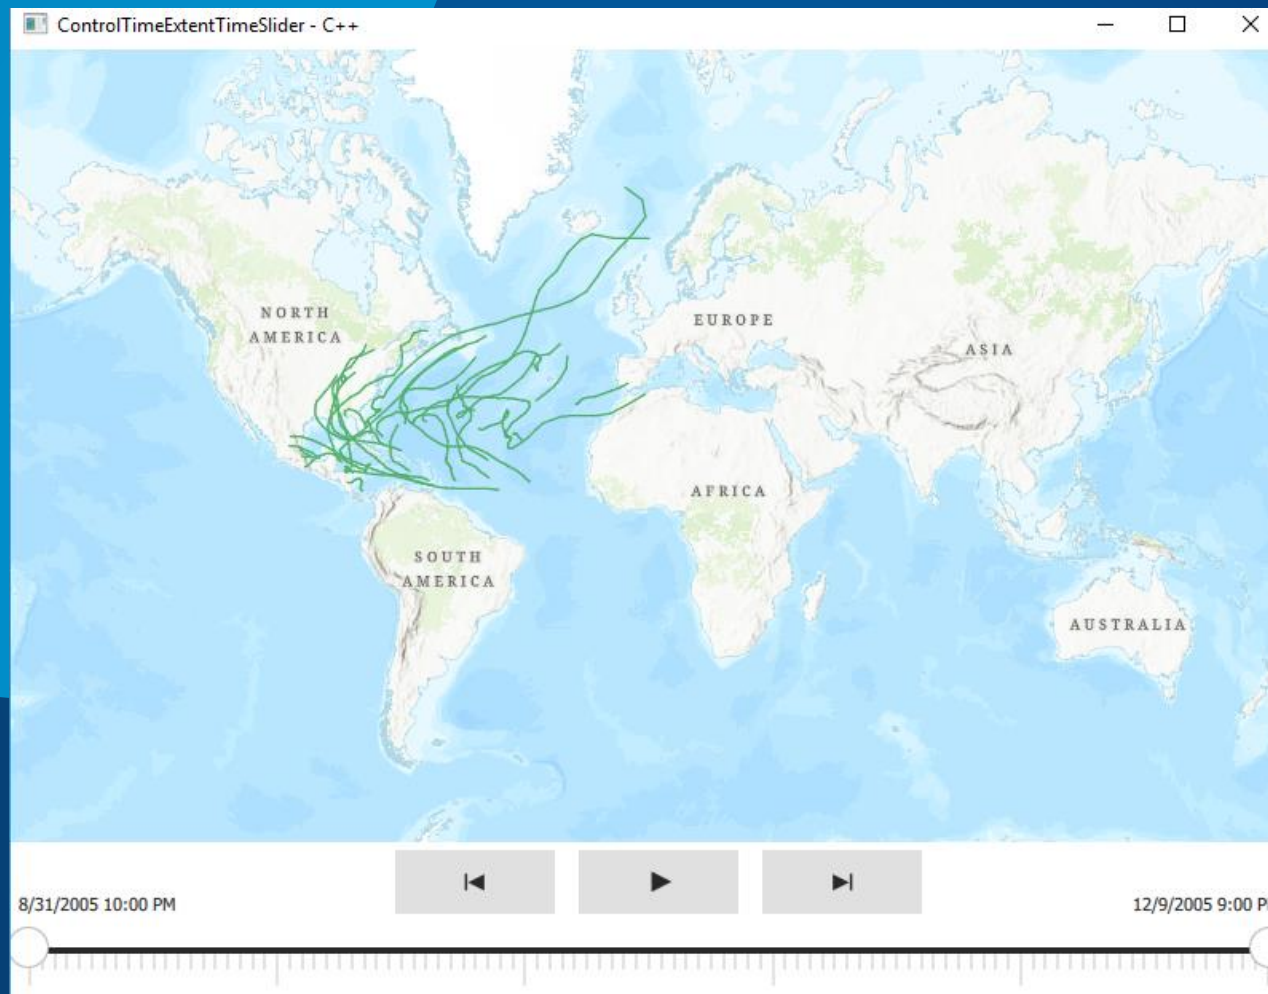 ControlTimeExtentTimeSlider - C++
NORTH
AMERICA
EUROPE
ASIA
AFRICA
SOUTH
AMERICA
AUSTRALIA
8/31/2005 10:00 PM
12/9/2005 9:00 P